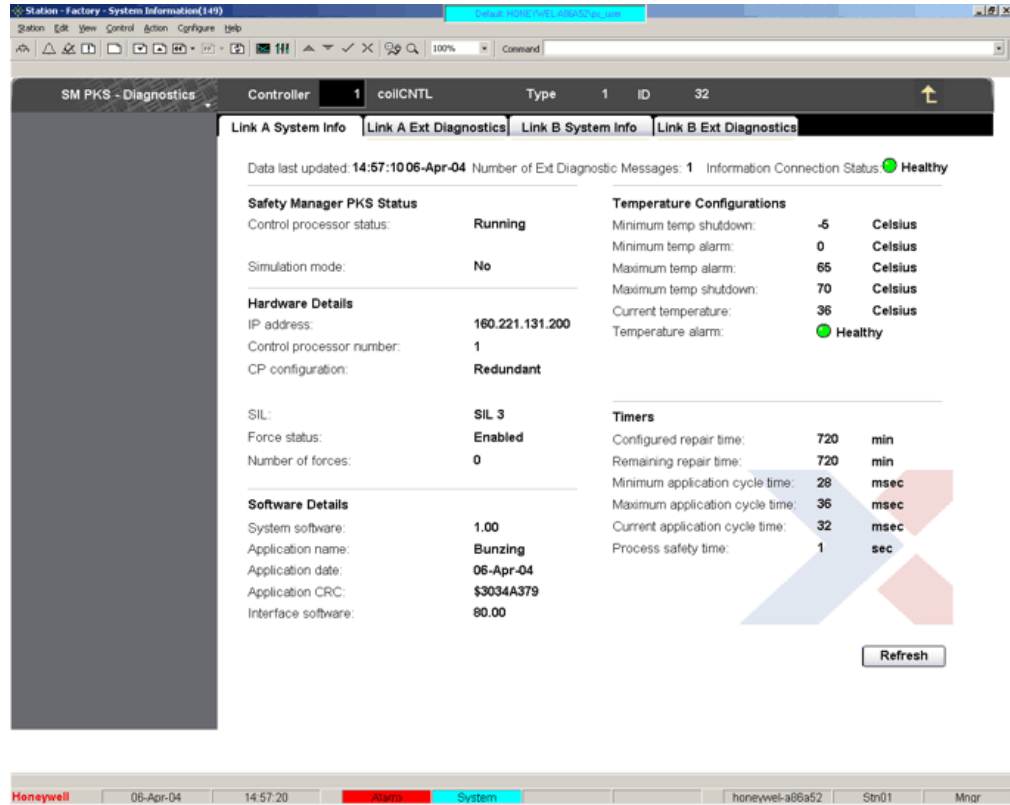 Station - Factory - System Information(149) Default: HONEYWEL-A86A52\ps_user
Station Edit View Control Action Configure Help
100% Command
SM PKS - Diagnostics Controller 1 coilCNTL Type 1 ID 32
Link A System Info Link A Ext Diagnostics Link B System Info Link B Ext Diagnostics
Data last updated: 14:57:10 06-Apr-04 Number of Ext Diagnostic Messages: 1 Information Connection Status: Healthy
Safety Manager PKS Status
Control processor status: Running
Simulation mode: No
Hardware Details
IP address: 160.221.131.200
Control processor number: 1
CP configuration: Redundant
SIL: SIL 3
Force status: Enabled
Number of forces: 0
Software Details
System software: 1.00
Application name: Bunzing
Application date: 06-Apr-04
Application CRC: $3034A379
Interface software: 80.00
Temperature Configurations
Minimum temp shutdown: -5 Celsius
Minimum temp alarm: 0 Celsius
Maximum temp alarm: 65 Celsius
Maximum temp shutdown: 70 Celsius
Current temperature: 36 Celsius
Temperature alarm: Healthy
Timers
Configured repair time: 720 min
Remaining repair time: 720 min
Minimum application cycle time: 28 msec
Maximum application cycle time: 36 msec
Current application cycle time: 32 msec
Process safety time: 1 sec
Refresh
Honeywell 06-Apr-04 14:57:20 Alarm System honeywel-a86a52 Stn01 Mngr